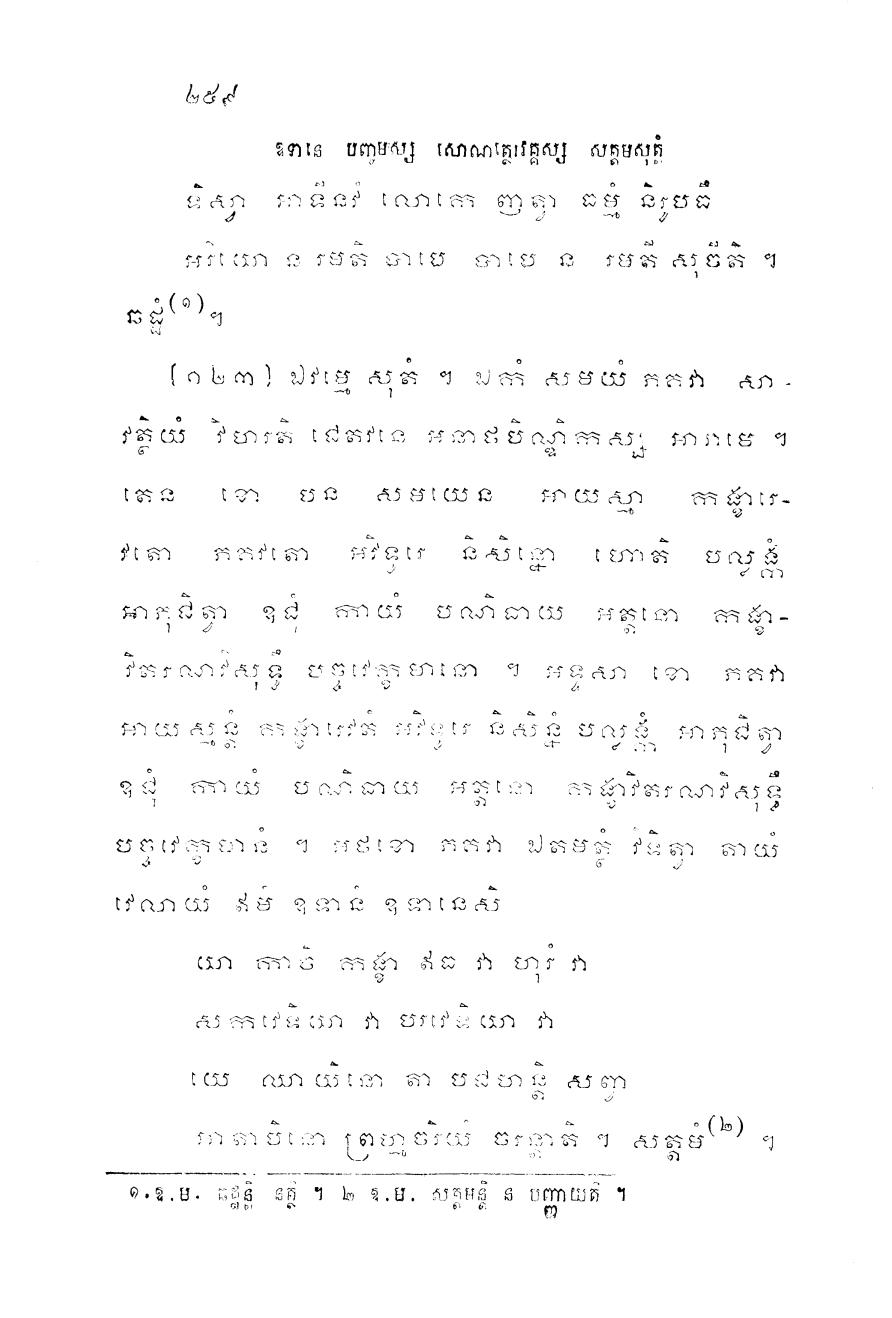 ២៥៩
ឧទានេ បញ្ចមស្ស សោណត្ថេរវគ្គស្ស សត្តមសុត្តំ
ទិស្វា អាទីនវំ លោកេ ញត្វា ធម្មំ និរូបធឹ
អរិយោ ន រមតិ បាបេ បាបេ ន រមតី សុចីតិ ។
ឆដ្ឋំ(១)។
[១២៣] ឯវម្មេ សុតំ ។ ឯកំ សមយំ ភគវា សា-
វត្ថិយំ វិហរតិ ជេតវនេ អនាថបិណ្ឌិកស្ស អារាមេ ។
តេន ខោ បន សមយេន អាយស្មា កង្ខារេ-
វតោ ភគវតោ អវិទូរេ និសិន្នោ ហោតិ បល្លង្កំ
អាភុជិត្វា ឧជុំ កាយំ បណិធាយ អត្តនោ កង្ខា-
វិតរណវិសុទ្ធឹ បច្ចវេក្ខមានោ ។ អទ្ទសា ខោ ភគវា
អាយស្មន្តំ កង្ខារេវតំ អវិទូរេ និសិន្នំ បល្លង្កំ អាភុជិត្វា
ឧជុំ កាយំ បណិធាយ អត្តនោ កង្ខាវិតរណវិសុទ្ធឹ
បច្ចវេក្ខមានំ ។ អថខោ ភគវា ឯតមត្ថំ វិទិត្វា តាយំ
វេលាយំ ឥមំ ឧទានំ ឧទានេសិ
យា កាចិ កង្ខា ឥធ វា ហុរំ វា
សកវេទិយា វា បរវេទិយា វា
យេ ឈាយិនោ តា បជហន្តិ សព្វា
អាតាបិនោ ព្រហ្មចរិយំ ចរន្តាតិ ។ សត្តមំ(២) ។
១.ឱ.ម. ឆដ្ឋន្តិ នត្ថិ ។ ២ ឱ.ម. សត្តមន្តិ ន បញ្ញាយតិ ។